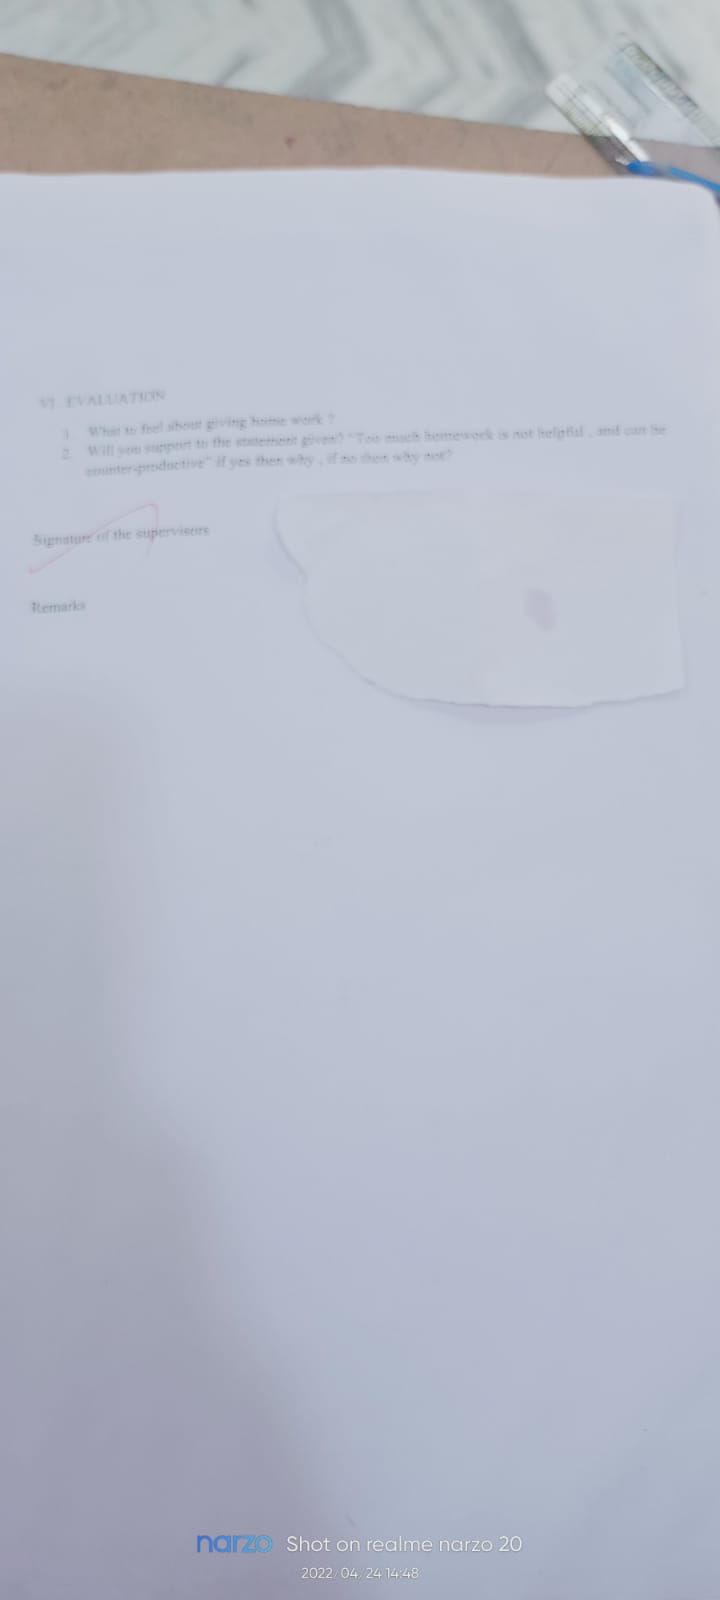 VI. EVALUATION
1. What to feel about giving home work ?
2. Will you support to the statement given? "Too much homework is not helpful , and can be
counter-productive" if yes then why , if no then why not?
Signature of the supervisors
Remarks
narzo Shot on realme narzo 20
2022/04/24 14:48